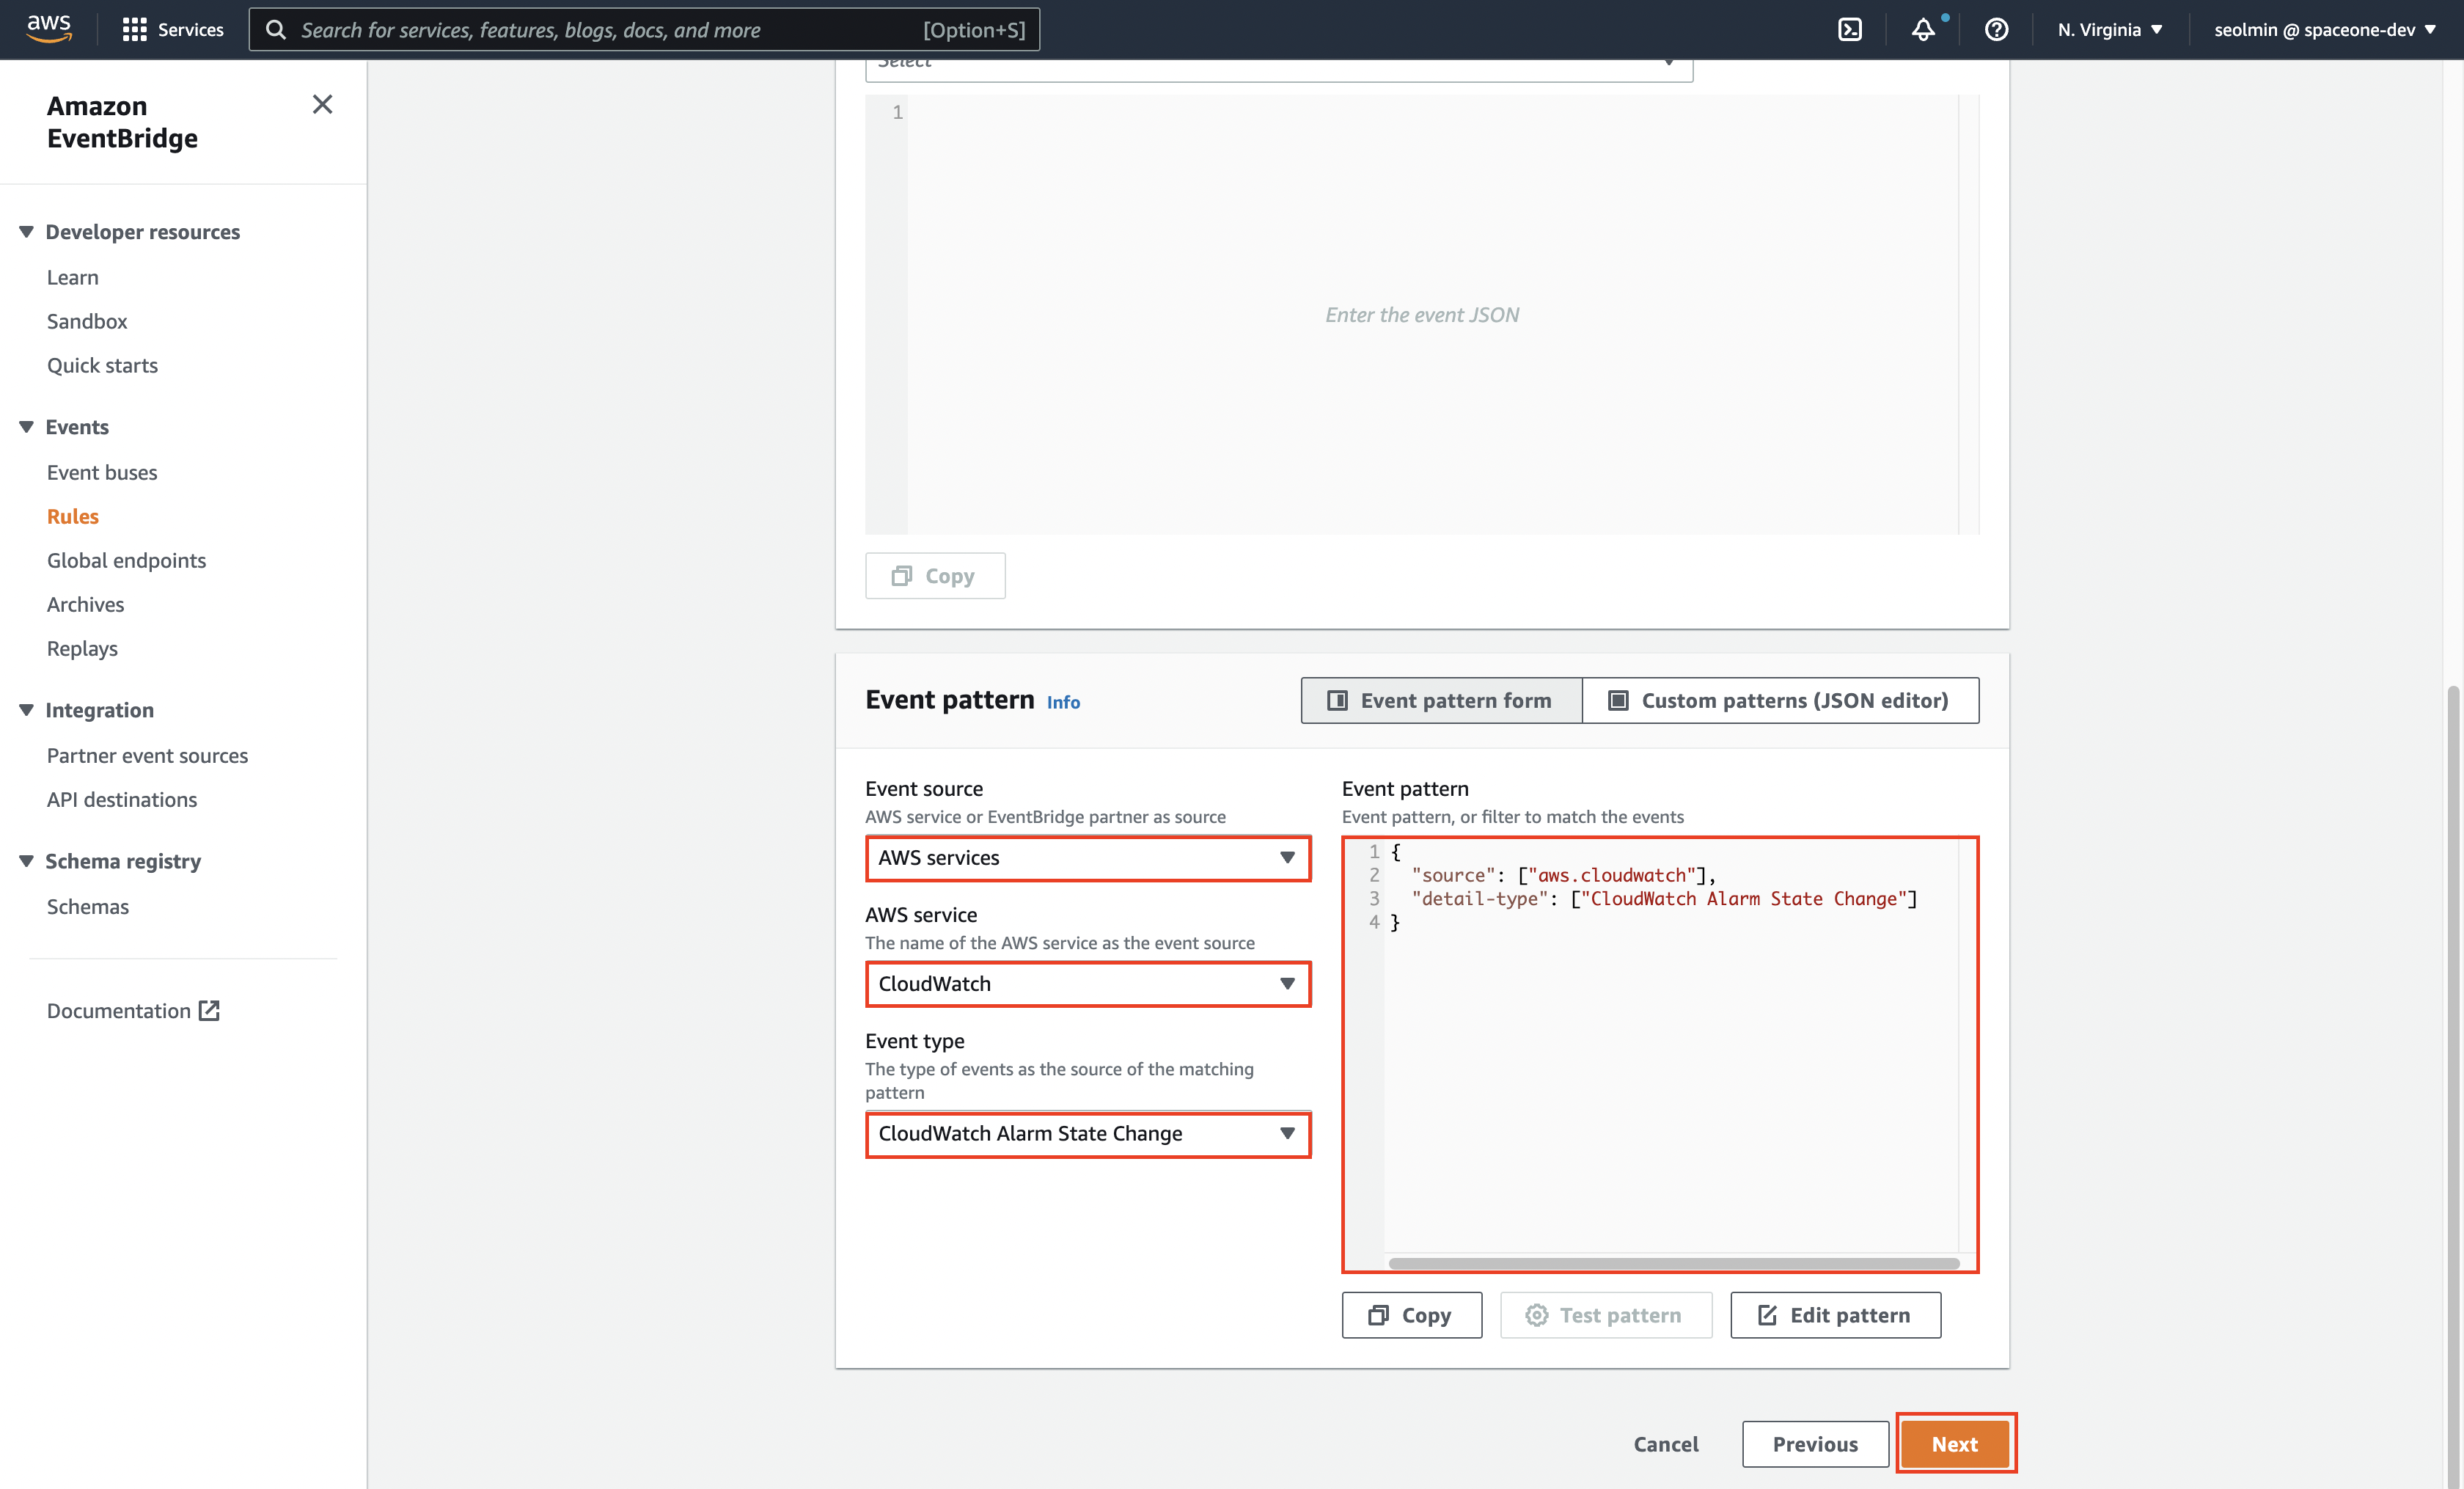 aws
Services
Search for services, features, blogs, docs, and more [Option+S]
N. Virginia
seolmin @ spaceone-dev
Amazon
EventBridge
Developer resources
Learn
Sandbox
Quick starts
Events
Event buses
Rules
Global endpoints
Archives
Replays
Integration
Partner event sources
API destinations
Schema registry
Schemas
Documentation
Select
1
Enter the event JSON
Copy
Event pattern Info
Event pattern form
Custom patterns (JSON editor)
Event source
AWS service or EventBridge partner as source
AWS services
AWS service
The name of the AWS service as the event source
CloudWatch
Event type
The type of events as the source of the matching
pattern
CloudWatch Alarm State Change
Event pattern
Event pattern, or filter to match the events
1 {
2 "source": ["aws.cloudwatch"],
3 "detail-type": ["CloudWatch Alarm State Change"]
4 }
Copy
Test pattern
Edit pattern
Cancel
Previous
Next